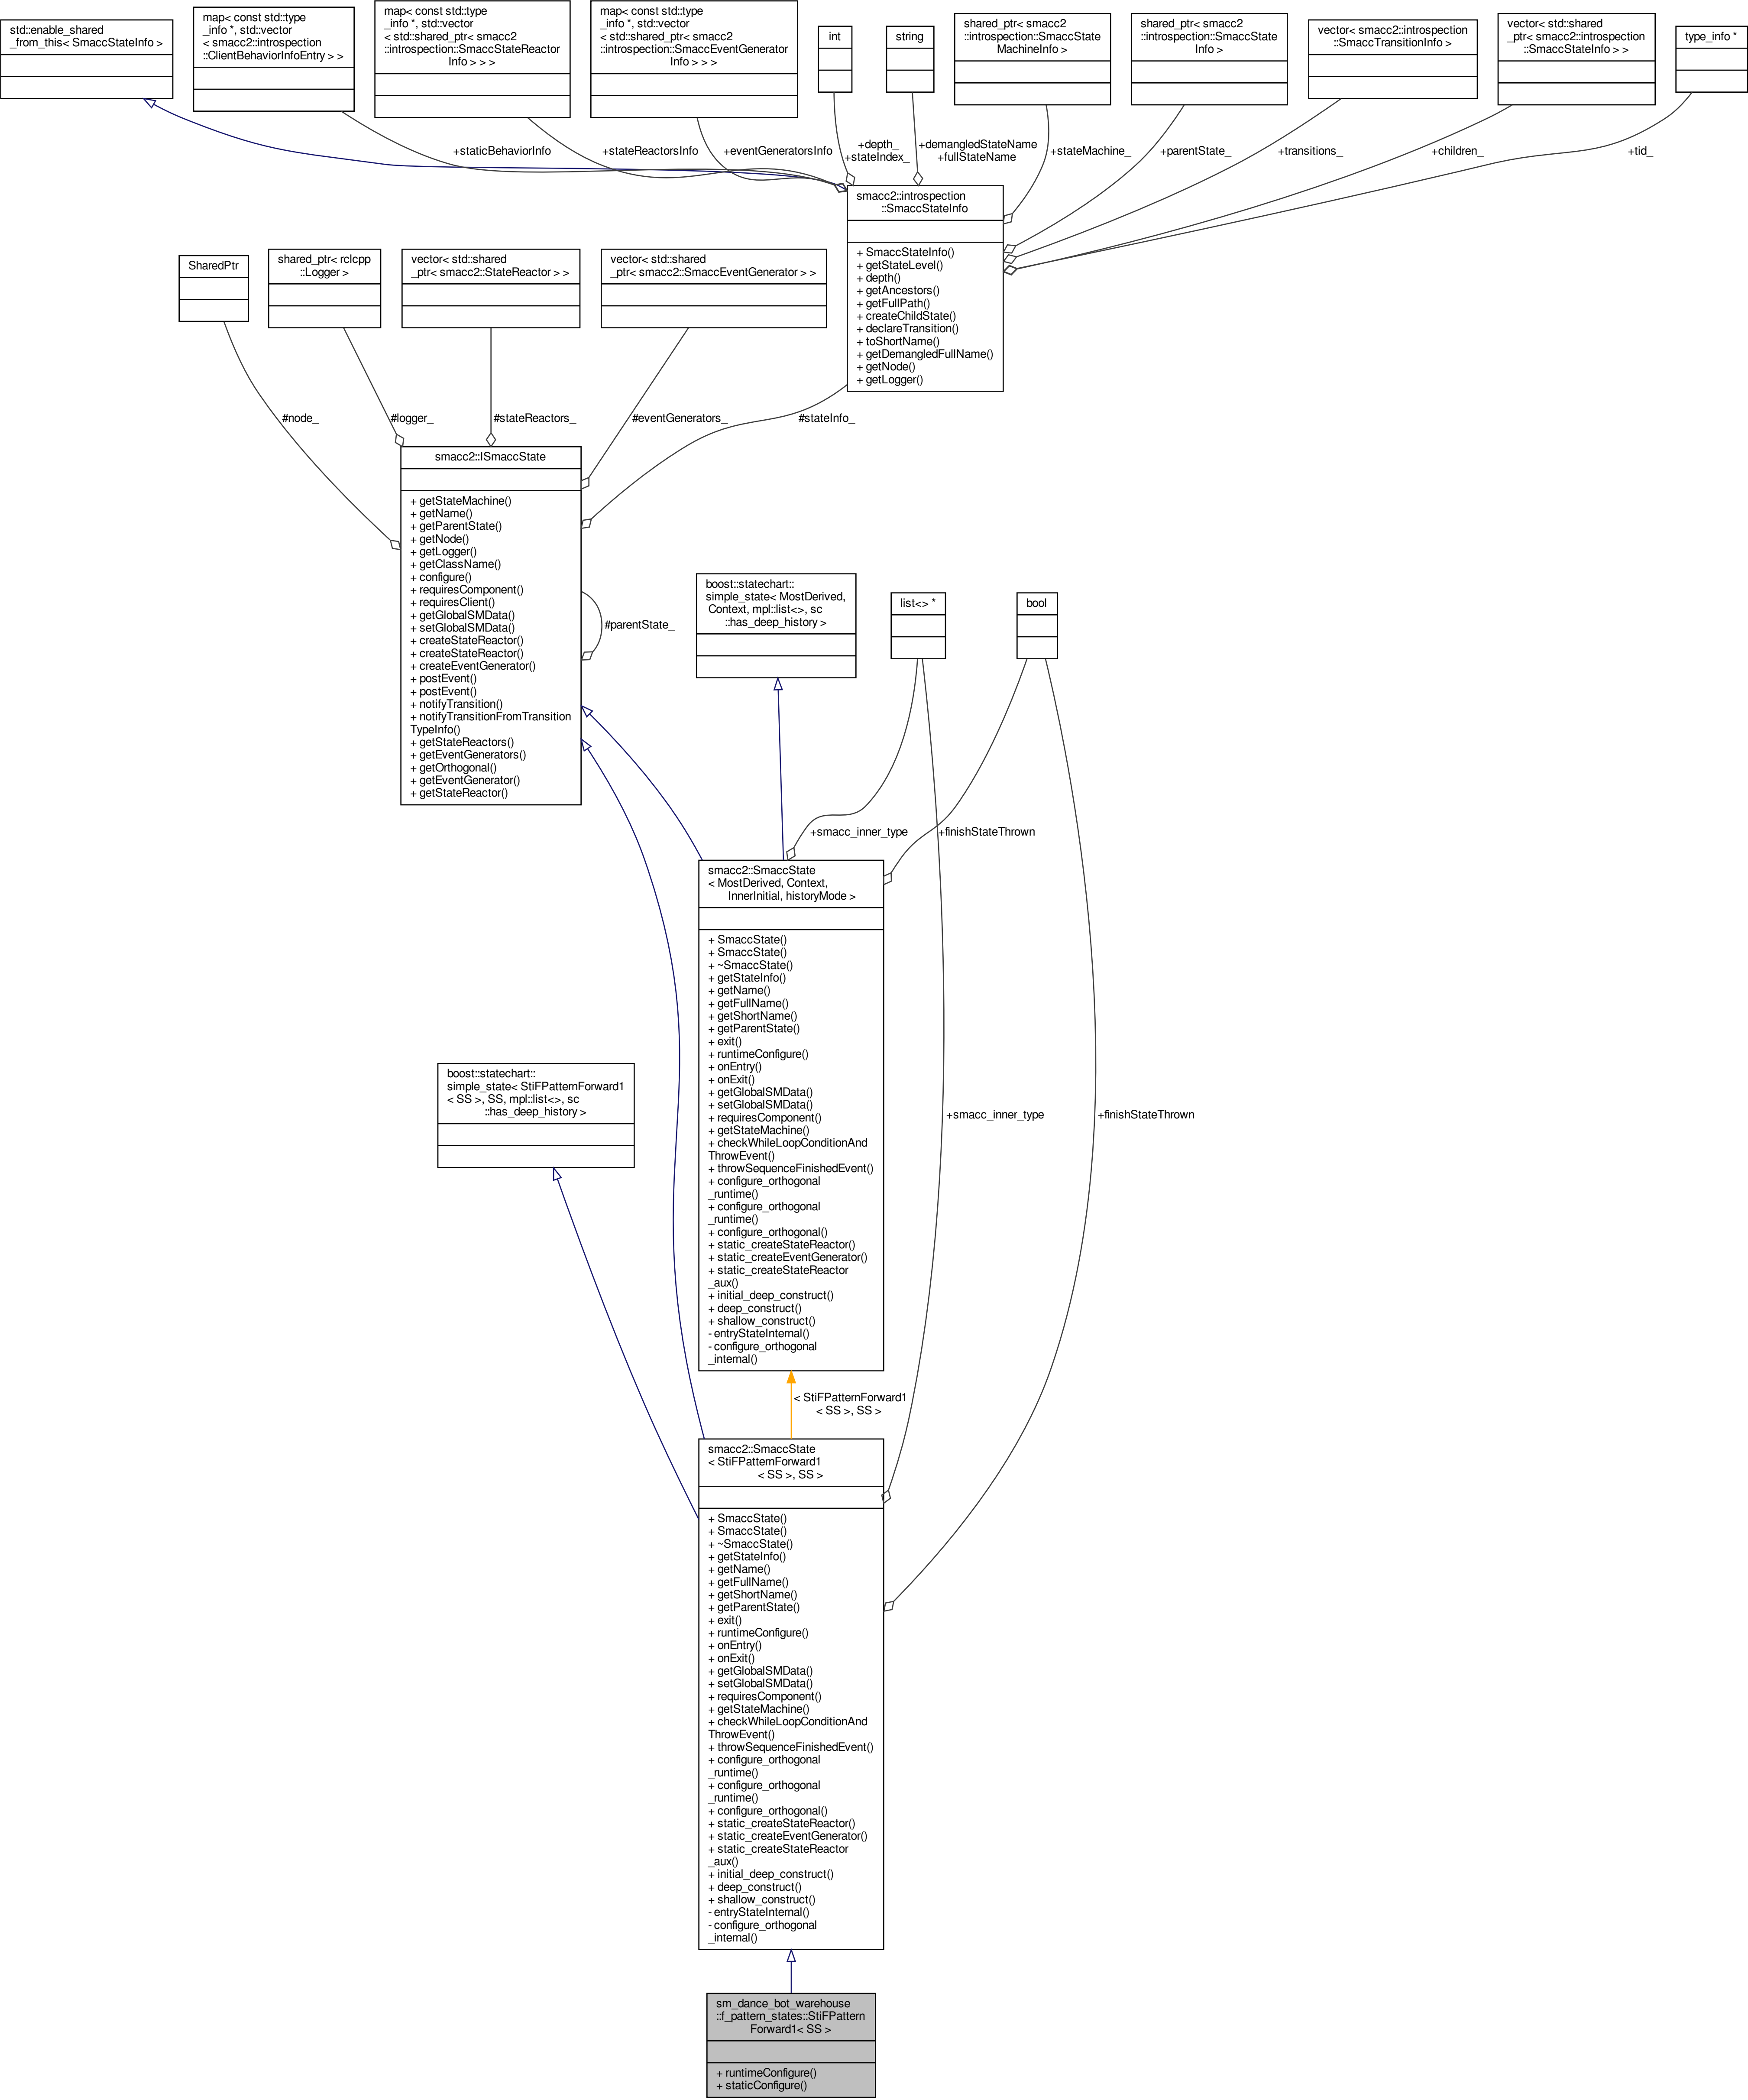 std::enable_shared
_from_this< SmaccStateInfo >
map< const std::type
_info *, std::vector
< smacc2::introspection
::ClientBehaviorInfoEntry > >
map< const std::type
_info *, std::vector
< std::shared_ptr< smacc2
::introspection::SmaccStateReactor
Info > > >
map< const std::type
_info *, std::vector
< std::shared_ptr< smacc2
::introspection::SmaccEventGenerator
Info > > >
int
string
shared_ptr< smacc2
::introspection::SmaccState
MachineInfo >
shared_ptr< smacc2
::introspection::SmaccState
Info >
vector< smacc2::introspection
::SmaccTransitionInfo >
vector< std::shared
_ptr< smacc2::introspection
::SmaccStateInfo > >
type_info *
+staticBehaviorInfo
+stateReactorsInfo
+eventGeneratorsInfo
+depth_
+stateIndex_
+demangledStateName
+fullStateName
+stateMachine_
+parentState_
+transitions_
+children_
+tid_
smacc2::introspection
::SmaccStateInfo
+ SmaccStateInfo()
+ getStateLevel()
+ depth()
+ getAncestors()
+ getFullPath()
+ createChildState()
+ declareTransition()
+ toShortName()
+ getDemangledFullName()
+ getNode()
+ getLogger()
SharedPtr
shared_ptr< rclcpp
::Logger >
vector< std::shared
_ptr< smacc2::StateReactor > >
vector< std::shared
_ptr< smacc2::SmaccEventGenerator > >
#node_
#logger_
#stateReactors_
#eventGenerators_
#stateInfo_
smacc2::ISmaccState
+ getStateMachine()
+ getName()
+ getParentState()
+ getNode()
+ getLogger()
+ getClassName()
+ configure()
+ requiresComponent()
+ requiresClient()
+ getGlobalSMData()
+ setGlobalSMData()
+ createStateReactor()
+ createStateReactor()
+ createEventGenerator()
+ postEvent()
+ postEvent()
+ notifyTransition()
+ notifyTransitionFromTransition
TypeInfo()
+ getStateReactors()
+ getEventGenerators()
+ getOrthogonal()
+ getEventGenerator()
+ getStateReactor()
#parentState_
boost::statechart::
simple_state< MostDerived,
Context, mpl::list<>, sc
::has_deep_history >
list<> *
bool
+smacc_inner_type
+finishStateThrown
smacc2::SmaccState
< MostDerived, Context,
InnerInitial, historyMode >
+ SmaccState()
+ SmaccState()
+ ~SmaccState()
+ getStateInfo()
+ getName()
+ getFullName()
+ getShortName()
+ getParentState()
+ exit()
+ runtimeConfigure()
+ onEntry()
+ onExit()
+ getGlobalSMData()
+ setGlobalSMData()
+ requiresComponent()
+ getStateMachine()
+ checkWhileLoopConditionAnd
ThrowEvent()
+ throwSequenceFinishedEvent()
+ configure_orthogonal
_runtime()
+ configure_orthogonal
_runtime()
+ configure_orthogonal()
+ static_createStateReactor()
+ static_createEventGenerator()
+ static_createStateReactor
_aux()
+ initial_deep_construct()
+ deep_construct()
+ shallow_construct()
- entryStateInternal()
- configure_orthogonal
_internal()
boost::statechart::
simple_state< StiFPatternForward1
< SS >, SS, mpl::list<>, sc
::has_deep_history >
+smacc_inner_type
+finishStateThrown
< StiFPatternForward1
< SS >, SS >
smacc2::SmaccState
< StiFPatternForward1
< SS >, SS >
+ SmaccState()
+ SmaccState()
+ ~SmaccState()
+ getStateInfo()
+ getName()
+ getFullName()
+ getShortName()
+ getParentState()
+ exit()
+ runtimeConfigure()
+ onEntry()
+ onExit()
+ getGlobalSMData()
+ setGlobalSMData()
+ requiresComponent()
+ getStateMachine()
+ checkWhileLoopConditionAnd
ThrowEvent()
+ throwSequenceFinishedEvent()
+ configure_orthogonal
_runtime()
+ configure_orthogonal
_runtime()
+ configure_orthogonal()
+ static_createStateReactor()
+ static_createEventGenerator()
+ static_createStateReactor
_aux()
+ initial_deep_construct()
+ deep_construct()
+ shallow_construct()
- entryStateInternal()
- configure_orthogonal
_internal()
sm_dance_bot_warehouse
::f_pattern_states::StiFPattern
Forward1< SS >
+ runtimeConfigure()
+ staticConfigure()